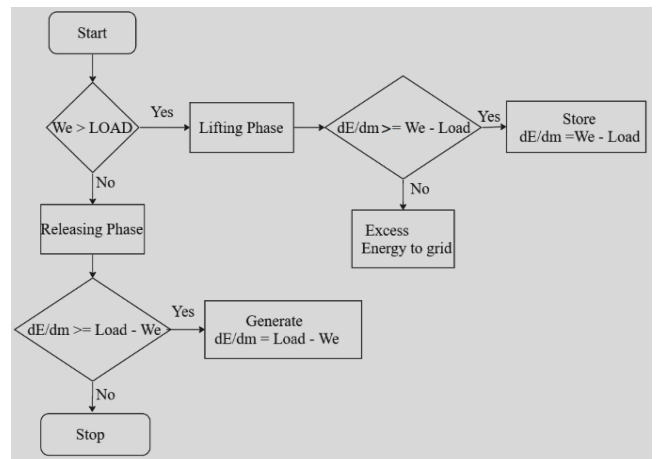 Start
We > LOAD
Yes
Lifting Phase
dE/dm >= We - Load
Yes
Store
dE/dm =We - Load
No
Excess
Energy to grid
No
Releasing Phase
dE/dm >= Load - We
Yes
Generate
dE/dm = Load - We
No
Stop